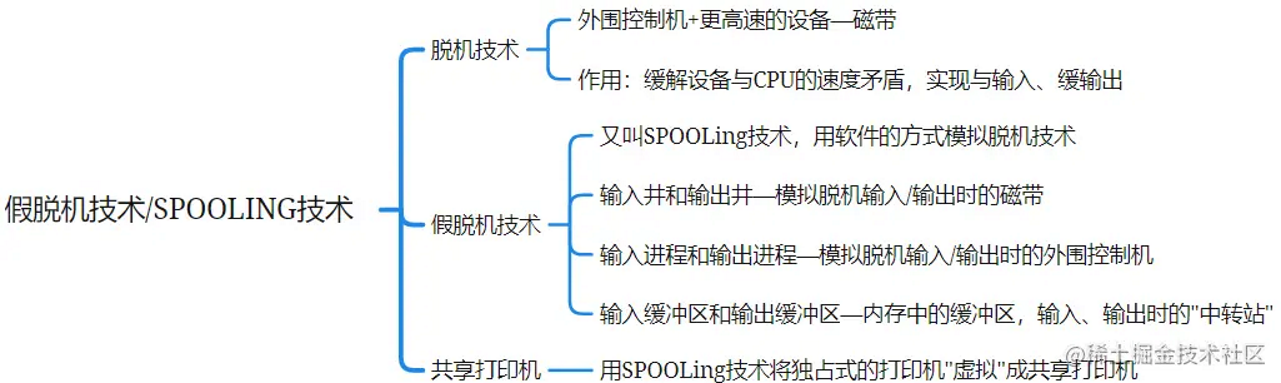 外围控制机+更高速的设备—磁带
脱机技术
作用：缓解设备与CPU的速度矛盾，实现与输入、缓输出
又叫SPOOLing技术，用软件的方式模拟脱机技术
输入井和输出井—模拟脱机输入/输出时的磁带
假脱机技术/SPOOLING技术
假脱机技术
输入进程和输出进程—模拟脱机输入/输出时的外围控制机
输入缓冲区和输出缓冲区—内存中的缓冲区，输入、输出时的"中转站"
共享打印机
用SPOOLing技术将独占式的打印机"虚拟"成共享打印机
@稀土掘金技术社区